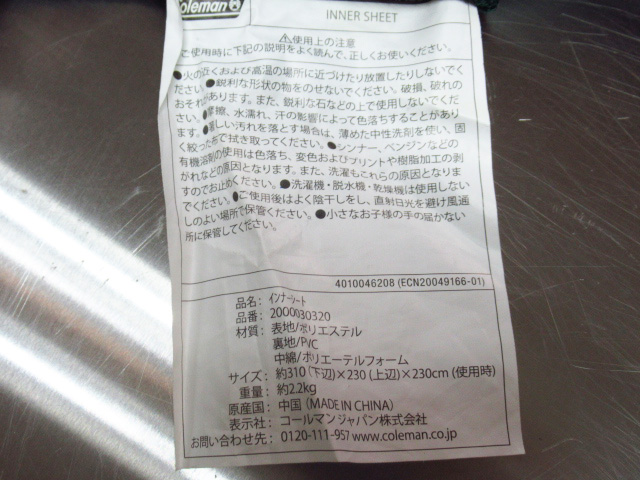 Coleman
INNER SHEET
⚠使用上の注意
ご使用時に下記の説明をよく読んで、正しくお使いください。
●火の近くおよび高温の場所に近づけたり放置したりしないでく
ださい。●鋭利な形状の物をのせないでください。破損、破れの
おそれがあります。また、鋭利な石などの上で使用しないでくだ
さい。●摩擦、水濡れ、汗の影響によって色落ちすることがあり
ます。●著しい汚れを落とす場合は、薄めた中性洗剤を使い、固
く絞った布で拭き取ってください。●シンナー、ベンジンなどの
有機溶剤の使用は色落ち、変色およびプリントや樹脂加工の剥
がれなどの原因となります。また、洗濯もこれらの原因となりま
すのでお止めください。●洗濯機・脱水機・乾燥機は使用しない
でください。●ご使用後はよく陰干しをし、直射日光を避け風通
しのよい場所で保管ください。●小さなお子様の手の届かない
所に保管してください。
4010046208 (ECN20049166-01)
品名: インナーシート
品番: 2000030320
材質: 表地/ポリエステル
裏地/PVC
中綿/ポリエーテルフォーム
サイズ: 約310(下辺)×230(上辺)×230cm(使用時)
重量: 約2.2kg
原産国: 中国 (MADE IN CHINA)
表示社: コールマン ジャパン株式会社
お問い合わせ先: 0120-111-957 www.coleman.co.jp